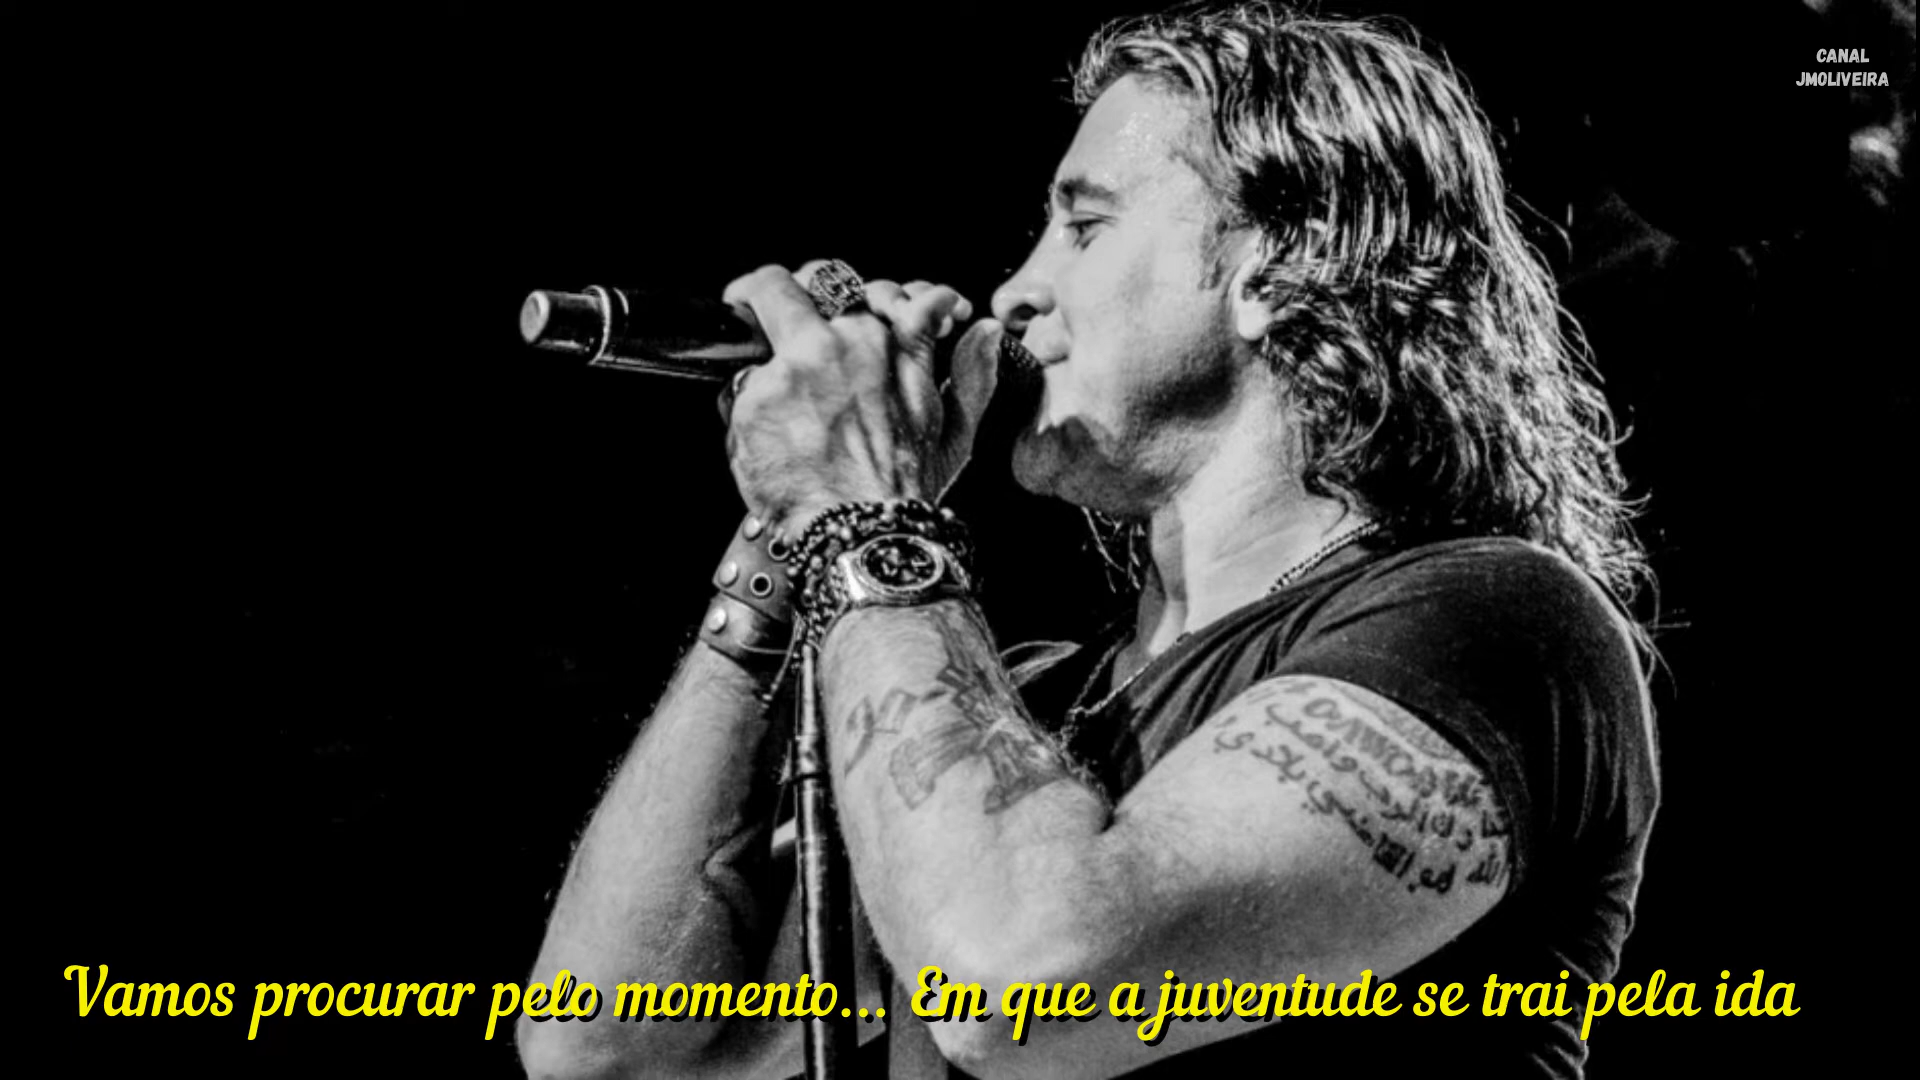 CANAL
JMOLIVEIRA
Vamos procurar pelo momento... Em que a juventude se trai pela ida